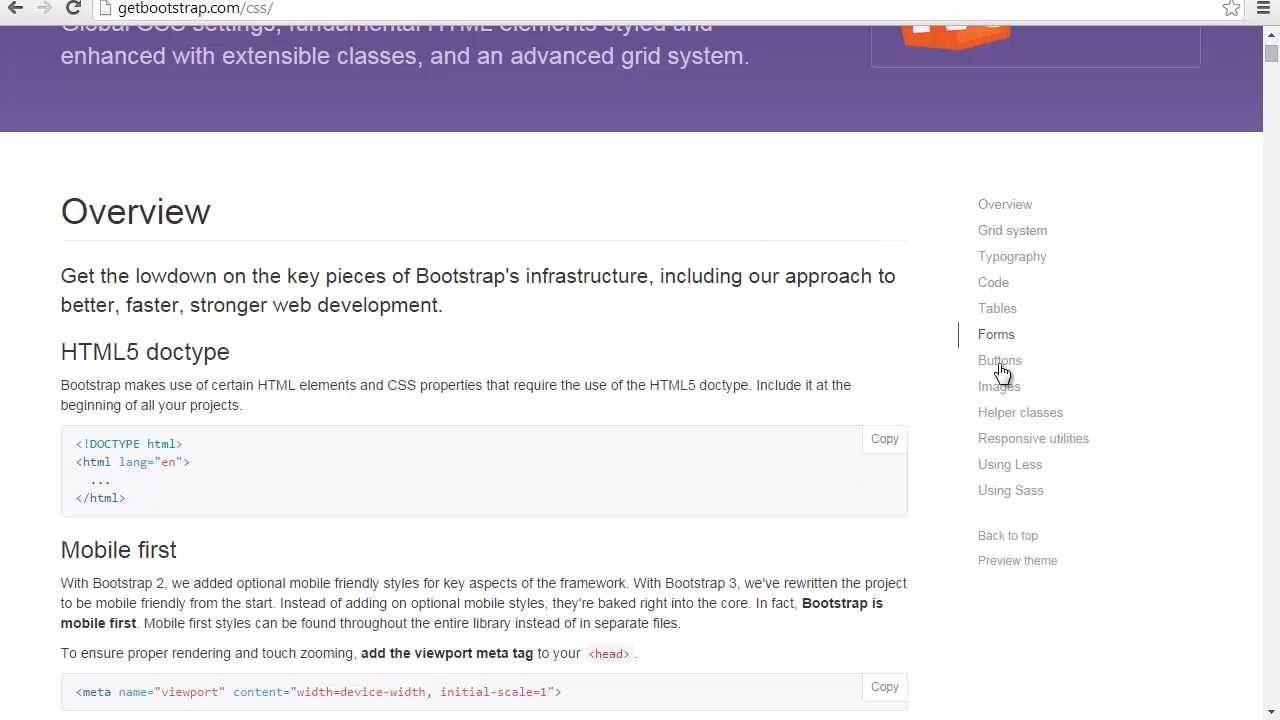 getbootstrap.com/css/
Global CSS settings, fundamental HTML elements styled and
enhanced with extensible classes, and an advanced grid system.
Overview
Get the lowdown on the key pieces of Bootstrap's infrastructure, including our approach to
better, faster, stronger web development.
HTML5 doctype
Bootstrap makes use of certain HTML elements and CSS properties that require the use of the HTML5 doctype. Include it at the
beginning of all your projects.
Copy
<!DOCTYPE html>
<html lang="en">
...
</html>
Mobile first
With Bootstrap 2, we added optional mobile friendly styles for key aspects of the framework. With Bootstrap 3, we've rewritten the project
to be mobile friendly from the start. Instead of adding on optional mobile styles, they're baked right into the core. In fact, Bootstrap is
mobile first. Mobile first styles can be found throughout the entire library instead of in separate files.
To ensure proper rendering and touch zooming, add the viewport meta tag to your <head>.
Copy
<meta name="viewport" content="width=device-width, initial-scale=1">
Overview
Grid system
Typography
Code
Tables
Forms
Buttons
Images
Helper classes
Responsive utilities
Using Less
Using Sass
Back to top
Preview theme